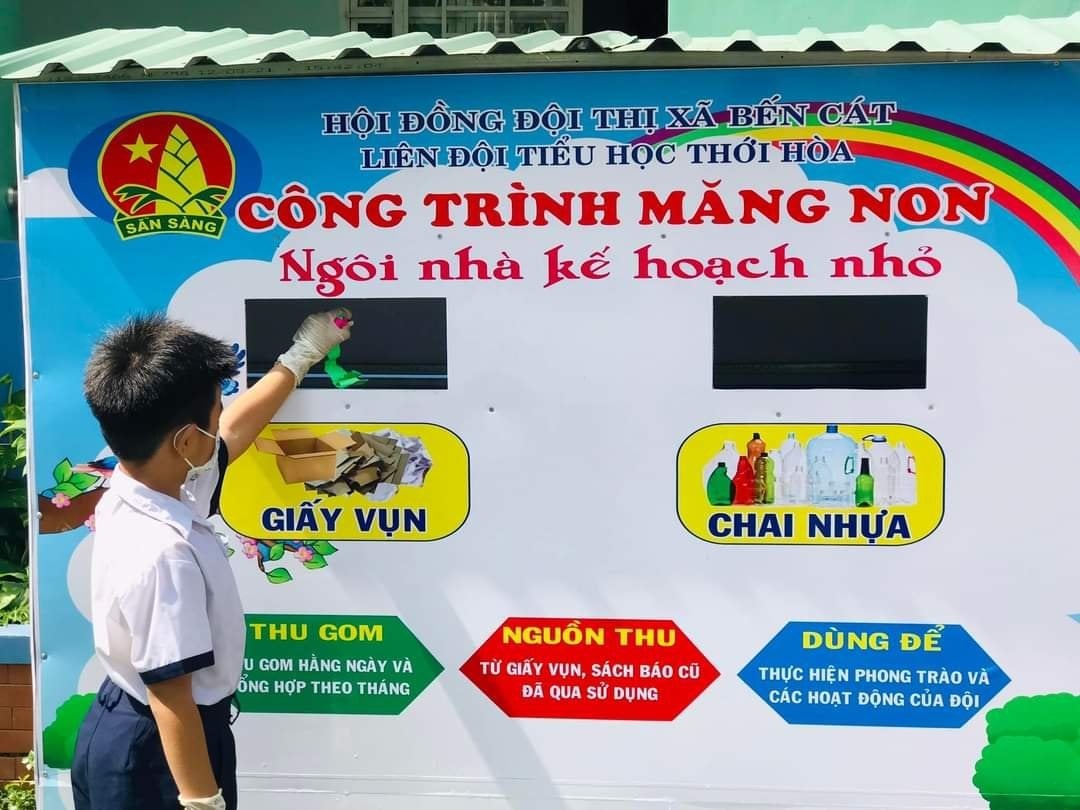 HỘI ĐỒNG ĐỘI THỊ XÃ BẾN CÁT
LIÊN ĐỘI TIỂU HỌC THỚI HÒA
SẴN SÀNG
CÔNG TRÌNH MĂNG NON
Ngôi nhà kế hoạch nhỏ
GIẤY VỤN
CHAI NHỰA
THU GOM
HẰNG NGÀY VÀ
HỢP THEO THÁNG
NGUỒN THU
TỪ GIẤY VỤN, SÁCH BÁO CŨ
ĐÃ QUA SỬ DỤNG
DÙNG ĐỂ
THỰC HIỆN PHONG TRÀO VÀ
CÁC HOẠT ĐỘNG CỦA ĐỘI